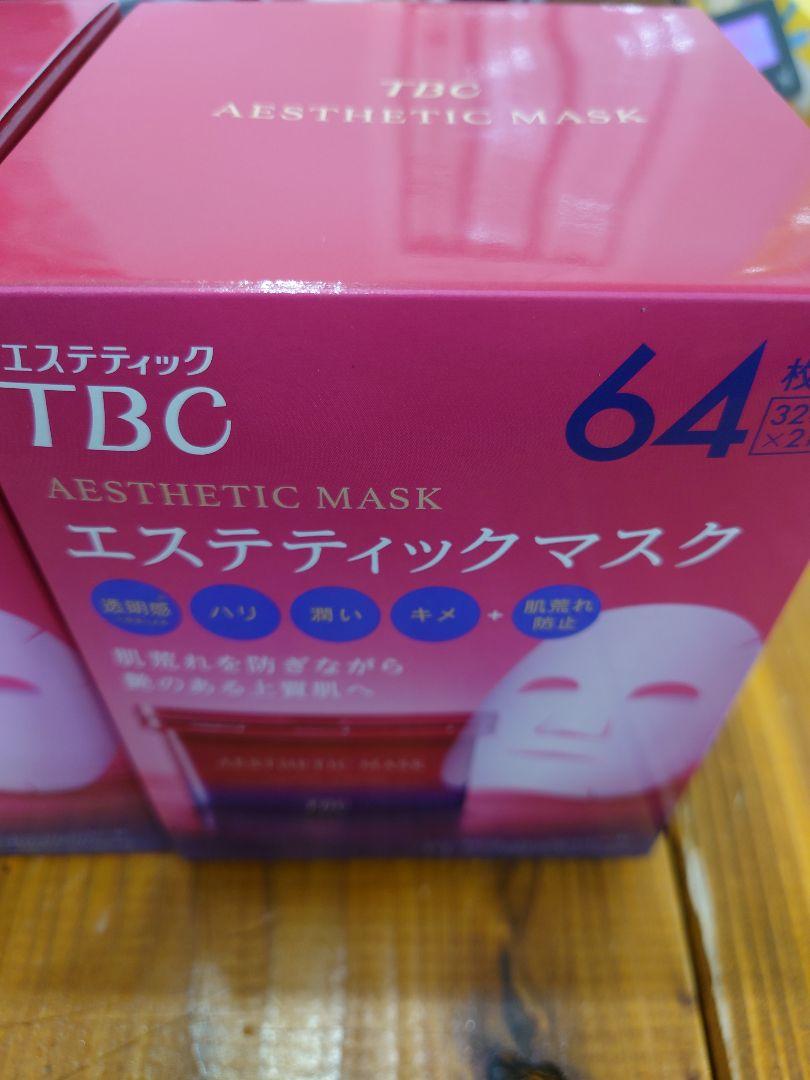 TBC
AESTHETIC MASK
エステティック
TBC
64枚
32
×2
AESTHETIC MASK
エステティックマスク
透明感
ハリ
潤い
キメ
+
肌荒れ
防止
肌荒れを防ぎながら
艶のある上質肌へ
AESTHETIC MASK